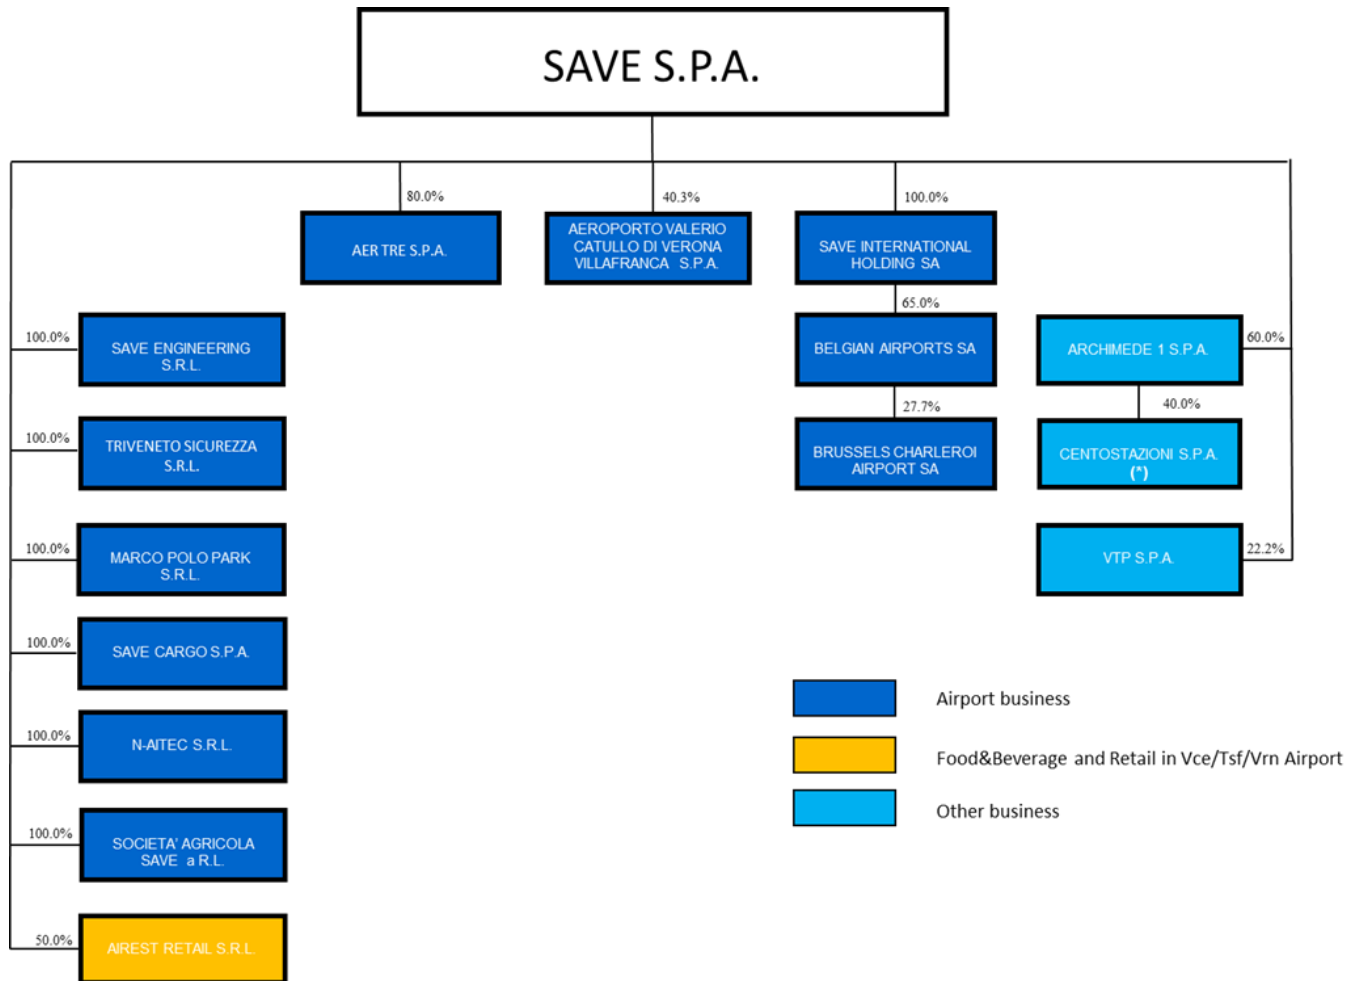 SAVE S.P.A.
80.0%
40.3%
100.0%
AER TRE S.P.A.
AEROPORTO VALERIO
CATULLO DI VERONA
VILLAFRANCA S.P.A.
SAVE INTERNATIONAL
HOLDING SA
65.0%
100.0%
SAVE ENGINEERING
S.R.L.
BELGIAN AIRPORTS SA
ARCHIMEDE 1 S.P.A.
60.0%
27.7%
40.0%
100.0%
TRIVENETO SICUREZZA
S.R.L.
BRUSSELS CHARLEROI
AIRPORT SA
CENTOSTAZIONI S.P.A.
(*)
100.0%
MARCO POLO PARK
S.R.L.
VTP S.P.A.
22.2%
100.0%
SAVE CARGO S.P.A.
100.0%
N-AITEC S.R.L.
100.0%
SOCIETA' AGRICOLA
SAVE a R.L.
50.0%
AIREST RETAIL S.R.L.
Airport business
Food&Beverage and Retail in Vce/Tsf/Vrn Airport
Other business